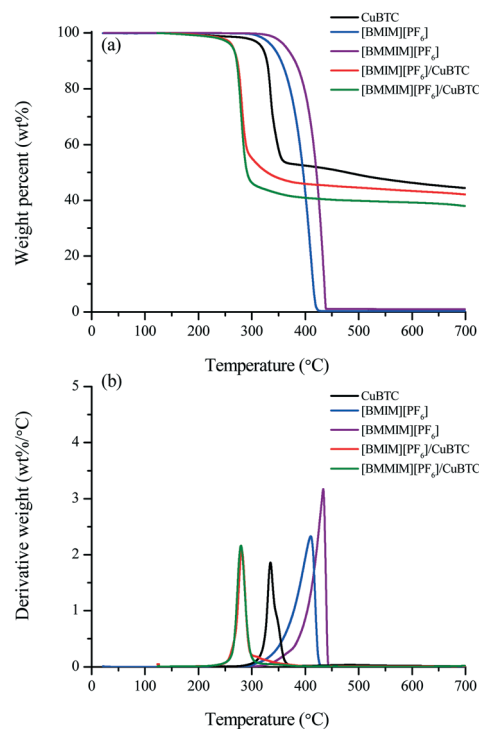 (a)
CuBTC
[BMIM][PF6]
[BMMIM][PF6]
[BMIM][PF6]/CuBTC
[BMMIM][PF6]/CuBTC
Weight percent (wt%)
100
80
60
40
20
0
0 100 200 300 400 500 600 700
Temperature (°C)
(b)
CuBTC
[BMIM][PF6]
[BMMIM][PF6]
[BMIM][PF6]/CuBTC
[BMMIM][PF6]/CuBTC
Derivative weight (wt%/°C)
5
4
3
2
1
0
0 100 200 300 400 500 600 700
Temperature (°C)